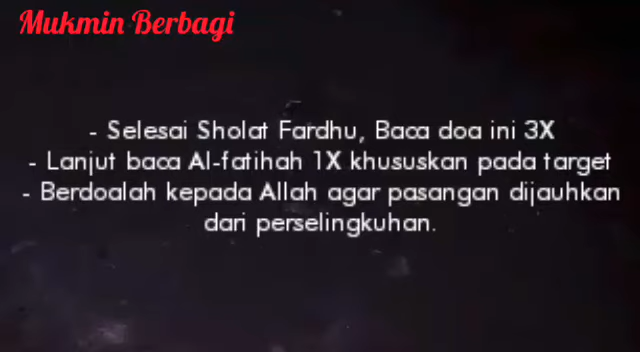 Mukmin Berbagi
- Selesai Sholat Fardhu, Baca doa ini 3X
- Lanjut baca Al-fatihah 1X khususkan pada target
- Berdoalah kepada Allah agar pasangan dijauhkan
dari perselingkuhan.